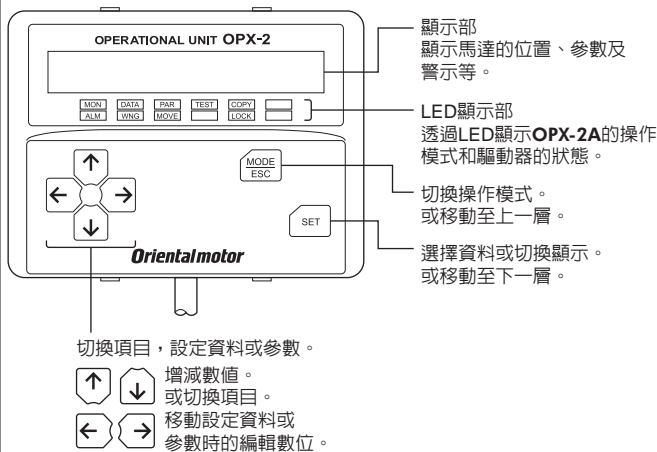 OPERATIONAL UNIT OPX-2
MON DATA PAR TEST COPY
ALM WNG MOVE LOCK
MODE
ESC
SET
Orientalmotor
顯示部
顯示馬達的位置、參數及
警示等。
LED顯示部
透過LED顯示OPX-2A的操作
模式和驅動器的狀態。
切換操作模式。
或移動至上一層。
選擇資料或切換顯示。
或移動至下一層。
切換項目,設定資料或參數。
↑ ↓ 增減數值。
或切換項目。
← → 移動設定資料或
參數時的編輯數位。